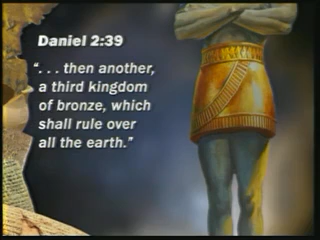 Daniel 2:39
“. . . then another,
a third kingdom
of bronze, which
shall rule over
all the earth.”